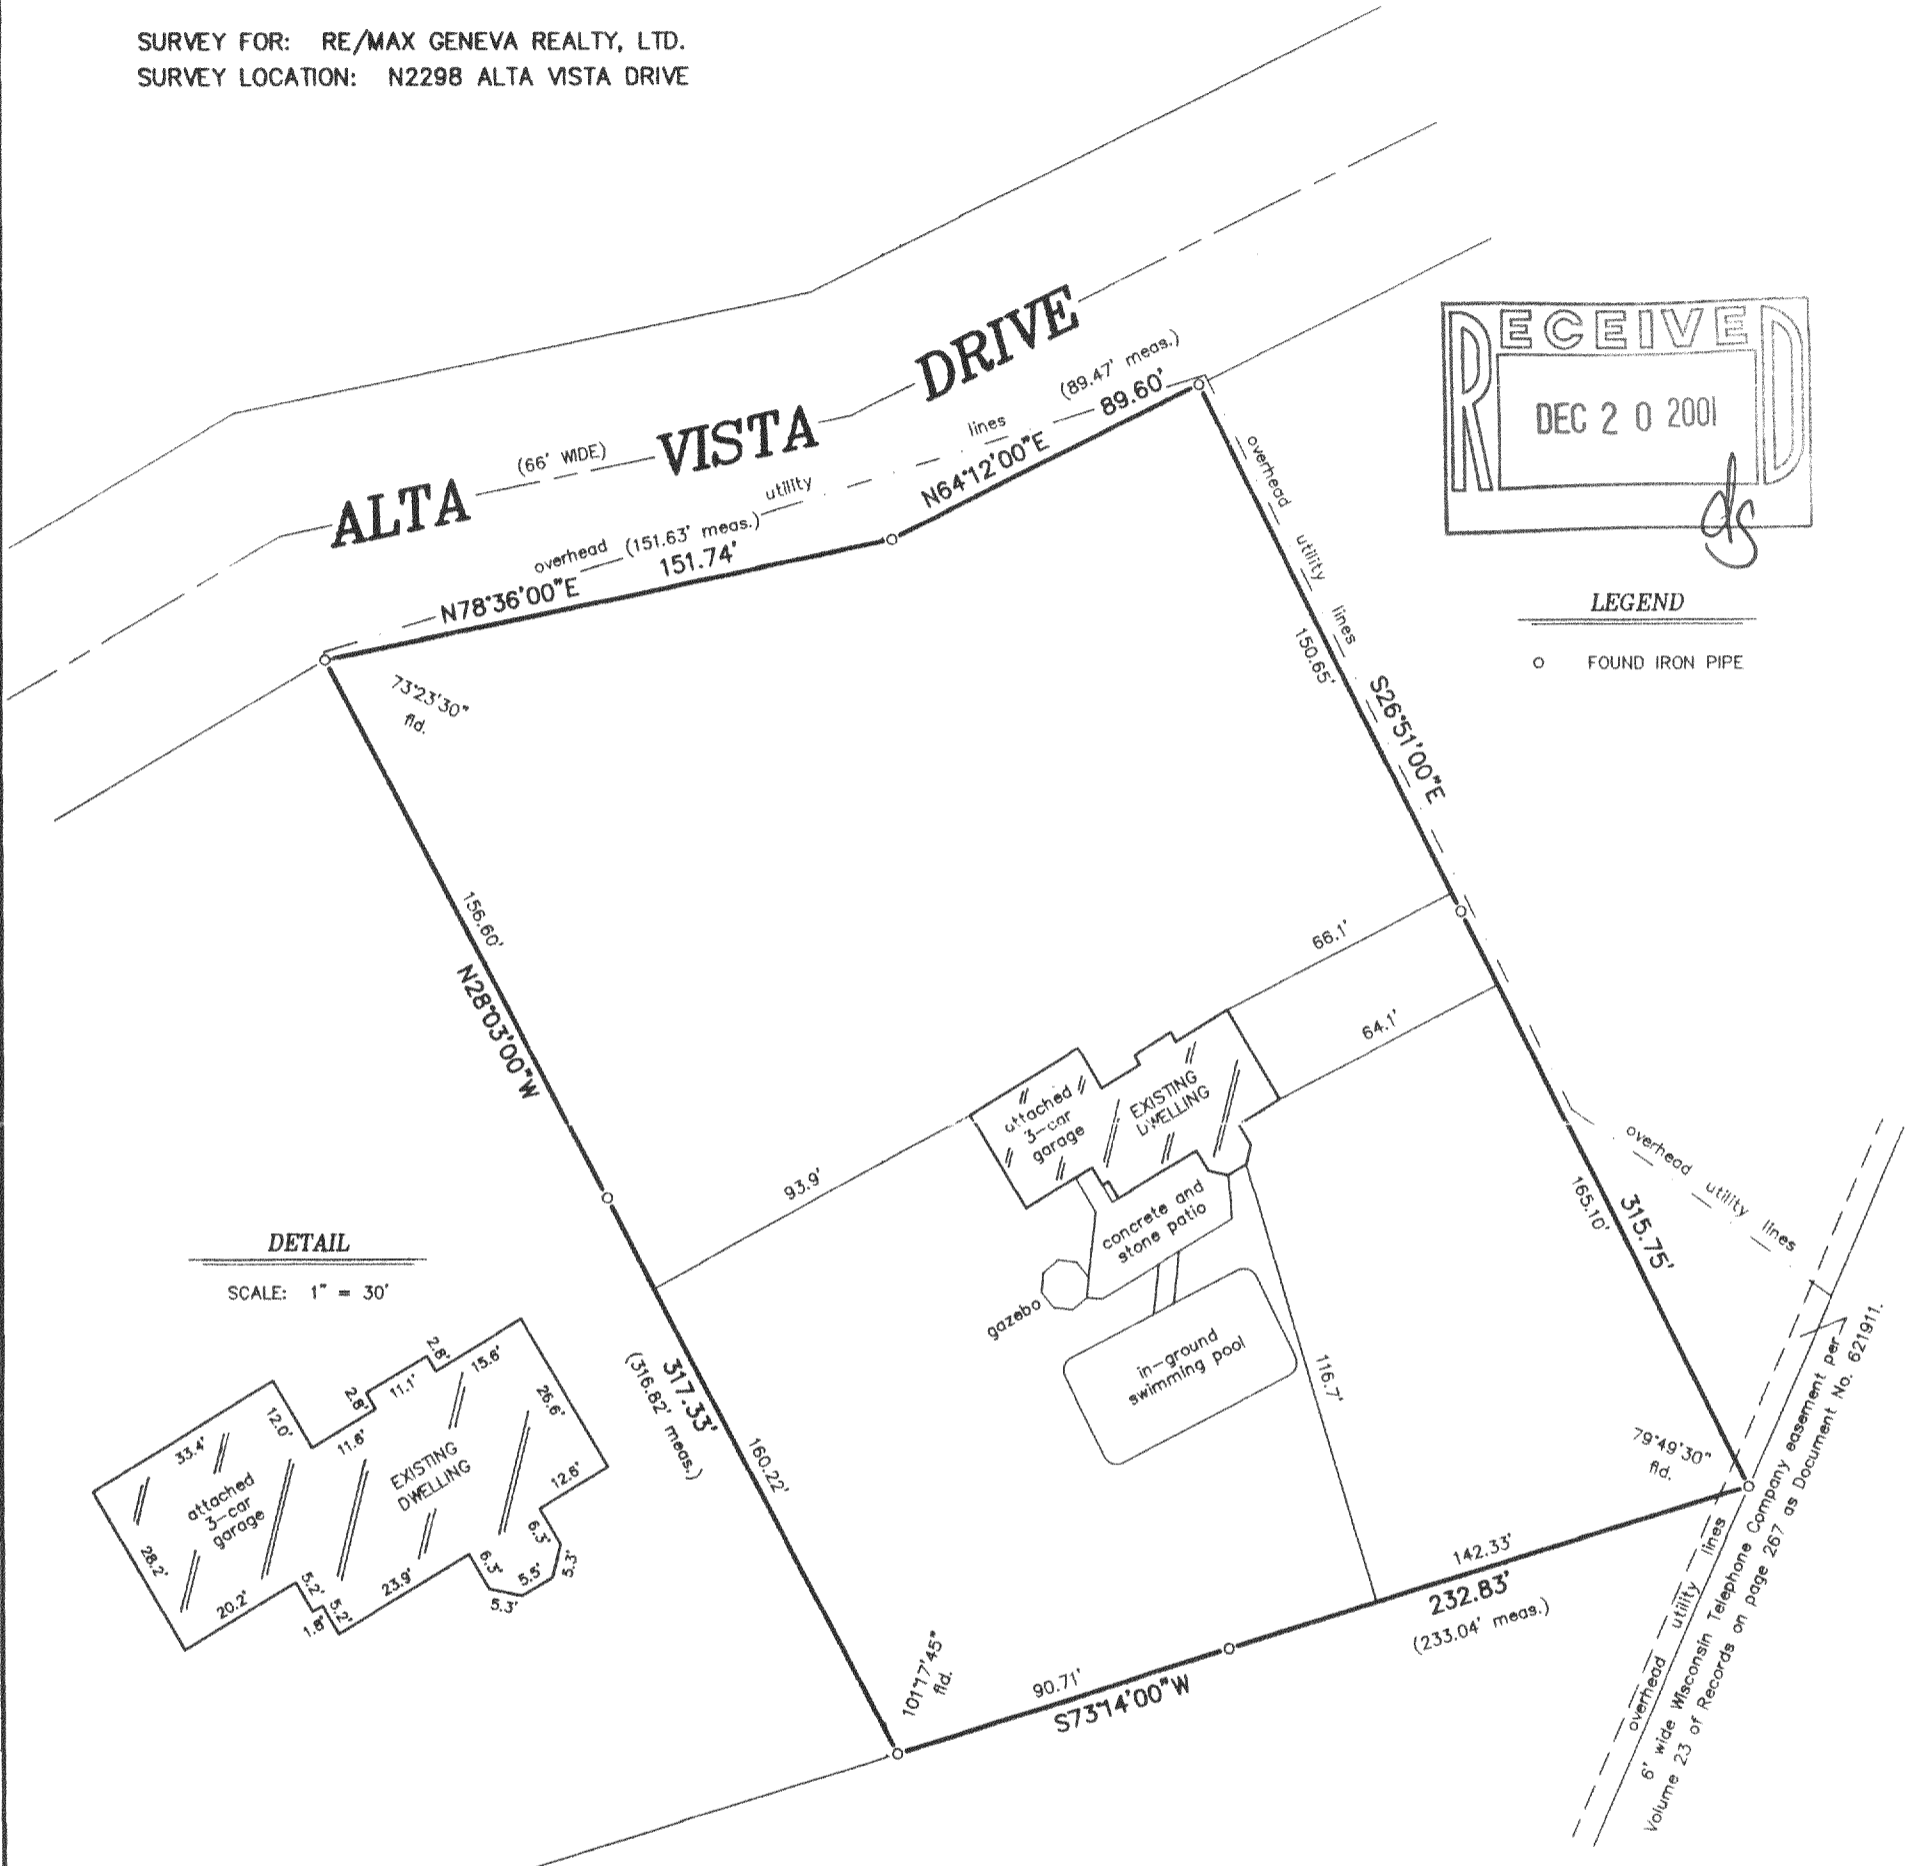 SURVEY FOR: RE/MAX GENEVA REALTY, LTD.
SURVEY LOCATION: N2298 ALTA VISTA DRIVE
ALTA VISTA DRIVE
(66' WIDE)
overhead utility lines
(151.63' meas.)
151.74'
N78°36'00"E
(89.47' meas.)
89.60'
N64°12'00"E
RECEIVED
DEC 20 2001
LEGEND
FOUND IRON PIPE
overhead utility lines
150.65'
S26°51'00"E
73°23'30"
fld.
156.60'
N28°03'00"W
66.1'
64.1'
attached
3-car
garage
EXISTING
DWELLING
93.9'
concrete and
stone patio
gazebo
in-ground
swimming pool
116.7'
overhead utility lines
165.10'
315.75'
DETAIL
SCALE: 1" = 30'
2.8'
15.6'
11.1'
2.8'
11.6'
12.0'
33.4'
26.6'
attached
3-car
garage
EXISTING
DWELLING
12.6'
28.2'
20.2'
5.2'
1.8'
5.2'
23.9'
6.3'
5.3'
5.5'
5.3'
6.3'
317.33'
(316.82' meas.)
160.22'
79°49'30"
fld.
142.33'
232.83'
(233.04' meas.)
101°17'45"
fld.
90.71'
S73°14'00"W
overhead utility lines
6' wide Wisconsin Telephone Company easement per
Volume 23 of Records on page 267 as Document No. 621911.